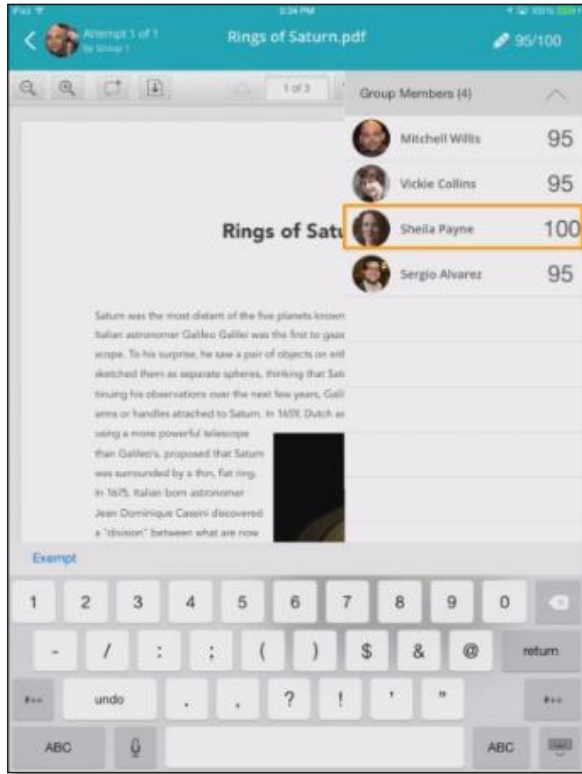 iPad 3:34 PM 100%
Attempt 1 of 1
by Group 1
Rings of Saturn.pdf
95/100
1 of 3
Group Members (4)
Mitchell Willis 95
Vickie Collins 95
Sheila Payne 100
Sergio Alvarez 95
Rings of Satu
Saturn was the most distant of the five planets known
Italian astronomer Galileo Galilei was the first to gaze
scope. To his surprise, he saw a pair of objects on eith
sketched them as separate spheres, thinking that Satu
tinuing his observations over the next few years, Galil
arms or handles attached to Saturn. In 1659, Dutch as
using a more powerful telescope
than Galileo's, proposed that Saturn
was surrounded by a thin, flat ring.
In 1675, Italian born astronomer
Jean Dominique Cassini discovered
a "division" between what are now
Exempt
1 2 3 4 5 6 7 8 9 0
- / : ; ( ) $ & @ return
#+= undo . , ? ! ' " #+=
ABC ABC